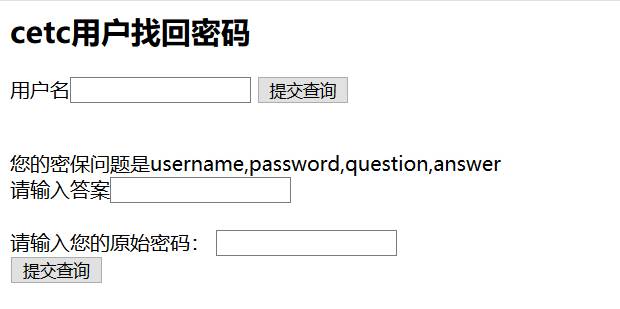 cetc用户找回密码
用户名 提交查询
您的密保问题是username,password,question,answer
请输入答案
请输入您的原始密码：
提交查询